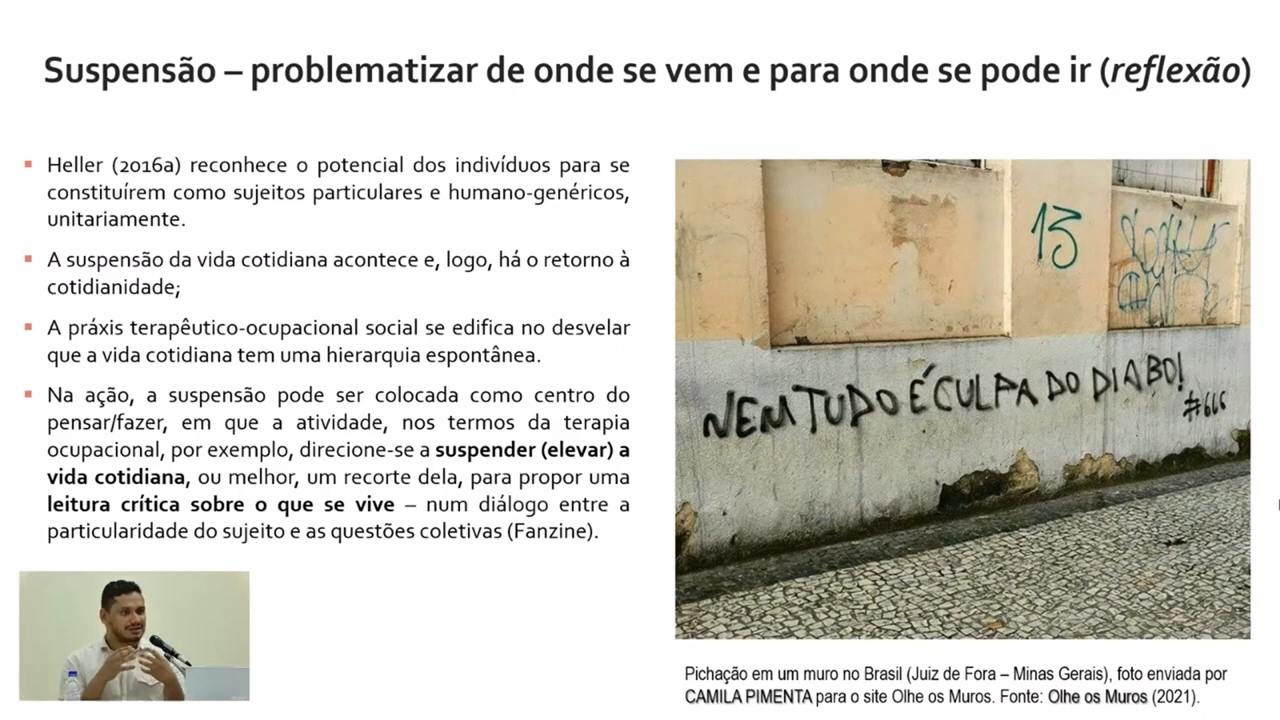 Suspensão – problematizar de onde se vem e para onde se pode ir (reflexão)
Heller (2016a) reconhece o potencial dos indivíduos para se
constituírem como sujeitos particulares e humano-genéricos,
unitariamente.
A suspensão da vida cotidiana acontece e, logo, há o retorno à
cotidianidade;
A práxis terapêutico-ocupacional social se edifica no desvelar
que a vida cotidiana tem uma hierarquia espontânea.
Na ação, a suspensão pode ser colocada como centro do
pensar/fazer, em que a atividade, nos termos da terapia
ocupacional, por exemplo, direcione-se a suspender (elevar) a
vida cotidiana, ou melhor, um recorte dela, para propor uma
leitura crítica sobre o que se vive – num diálogo entre a
particularidade do sujeito e as questões coletivas (Fanzine).
13
NEM TUDO É CULPA DO DIABO!
#666
Pichação em um muro no Brasil (Juiz de Fora – Minas Gerais), foto enviada por
CAMILA PIMENTA para o site Olhe os Muros. Fonte: Olhe os Muros (2021).